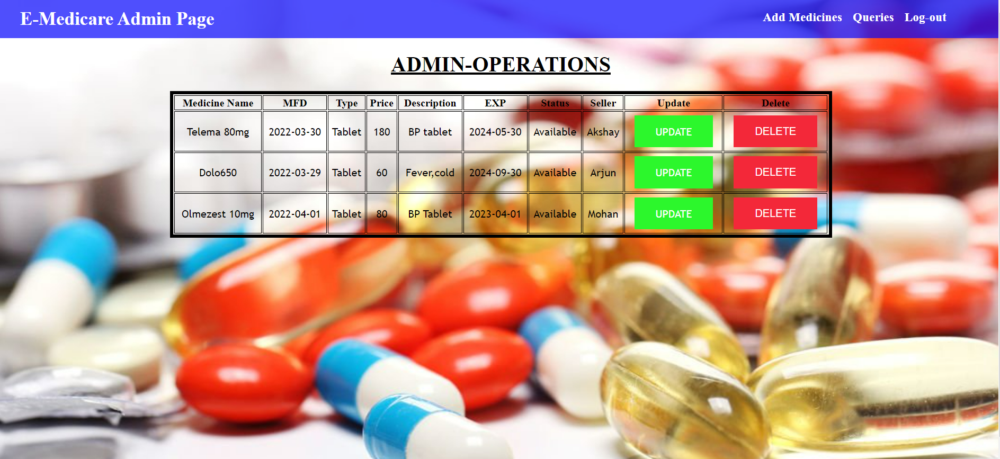 E-Medicare Admin Page Add Medicines Queries Log-out
ADMIN-OPERATIONS
Medicine Name MFD Type Price Description EXP Status Seller Update Delete
Telema 80mg 2022-03-30 Tablet 180 BP tablet 2024-05-30 Available Akshay UPDATE DELETE
Dolo650 2022-03-29 Tablet 60 Fever,cold 2024-09-30 Available Arjun UPDATE DELETE
Olmezest 10mg 2022-04-01 Tablet 80 BP Tablet 2023-04-01 Available Mohan UPDATE DELETE